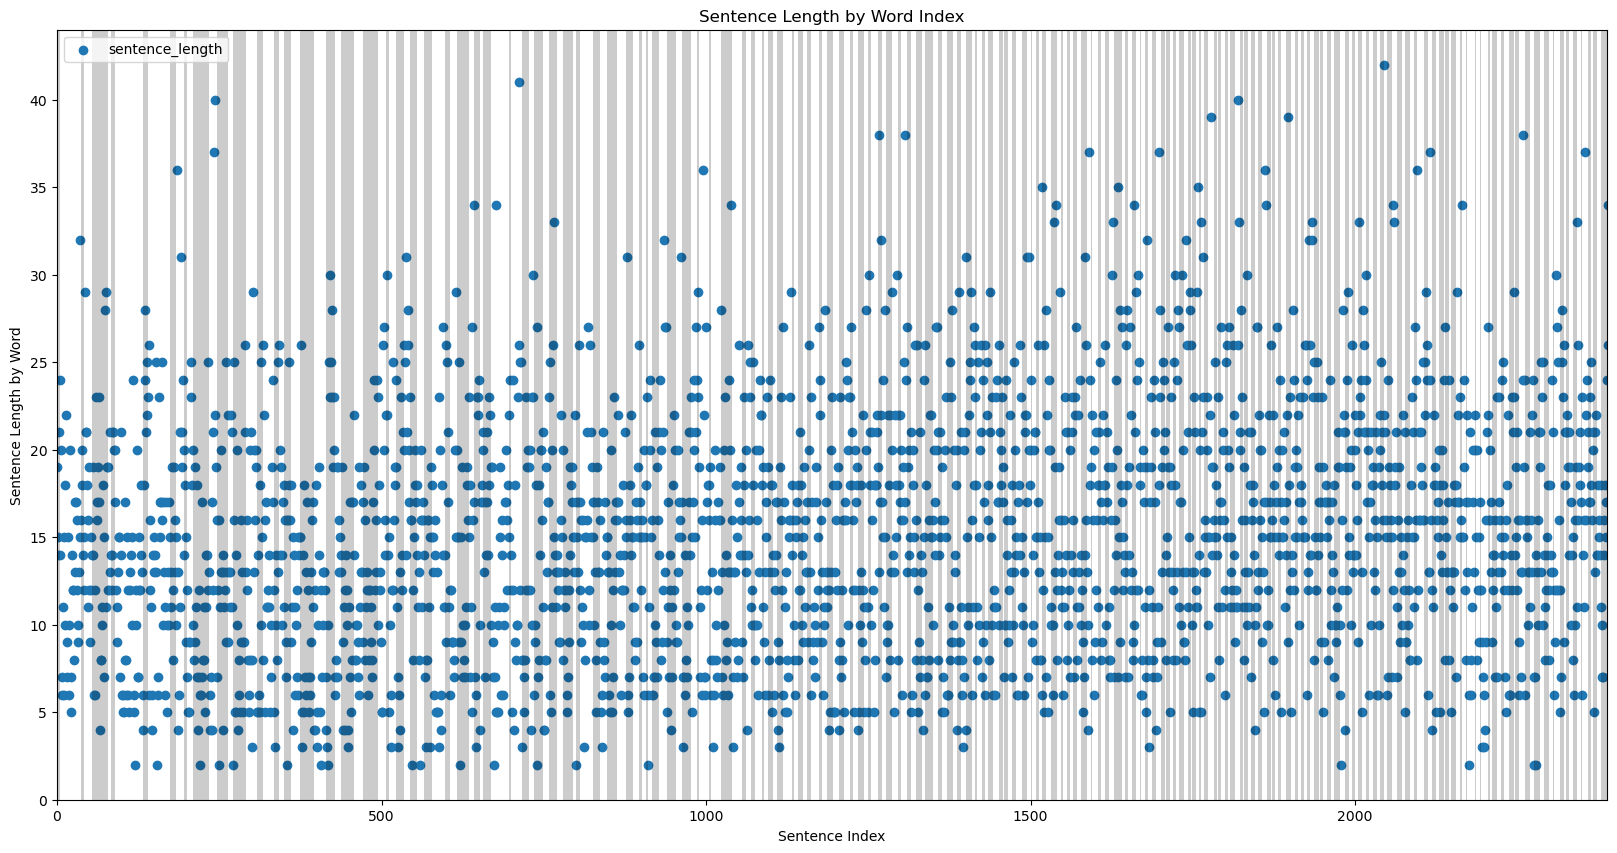 Sentence Length by Word Index
sentence_length
Sentence Length by Word
40
35
30
25
20
15
10
5
0
0 500 1000 1500 2000
Sentence Index